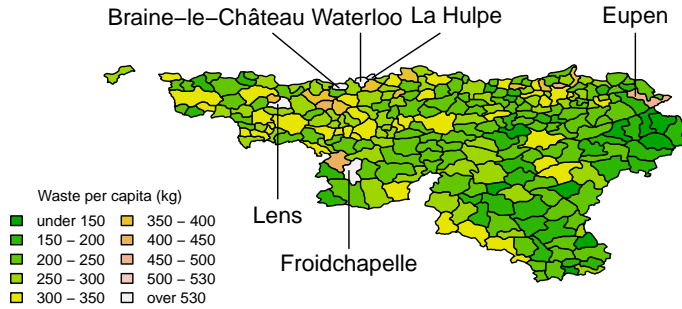 Braine–le–Château Waterloo La Hulpe Eupen
Lens
Froidchapelle
Waste per capita (kg)
under 150 350 – 400
150 – 200 400 – 450
200 – 250 450 – 500
250 – 300 500 – 530
300 – 350 over 530